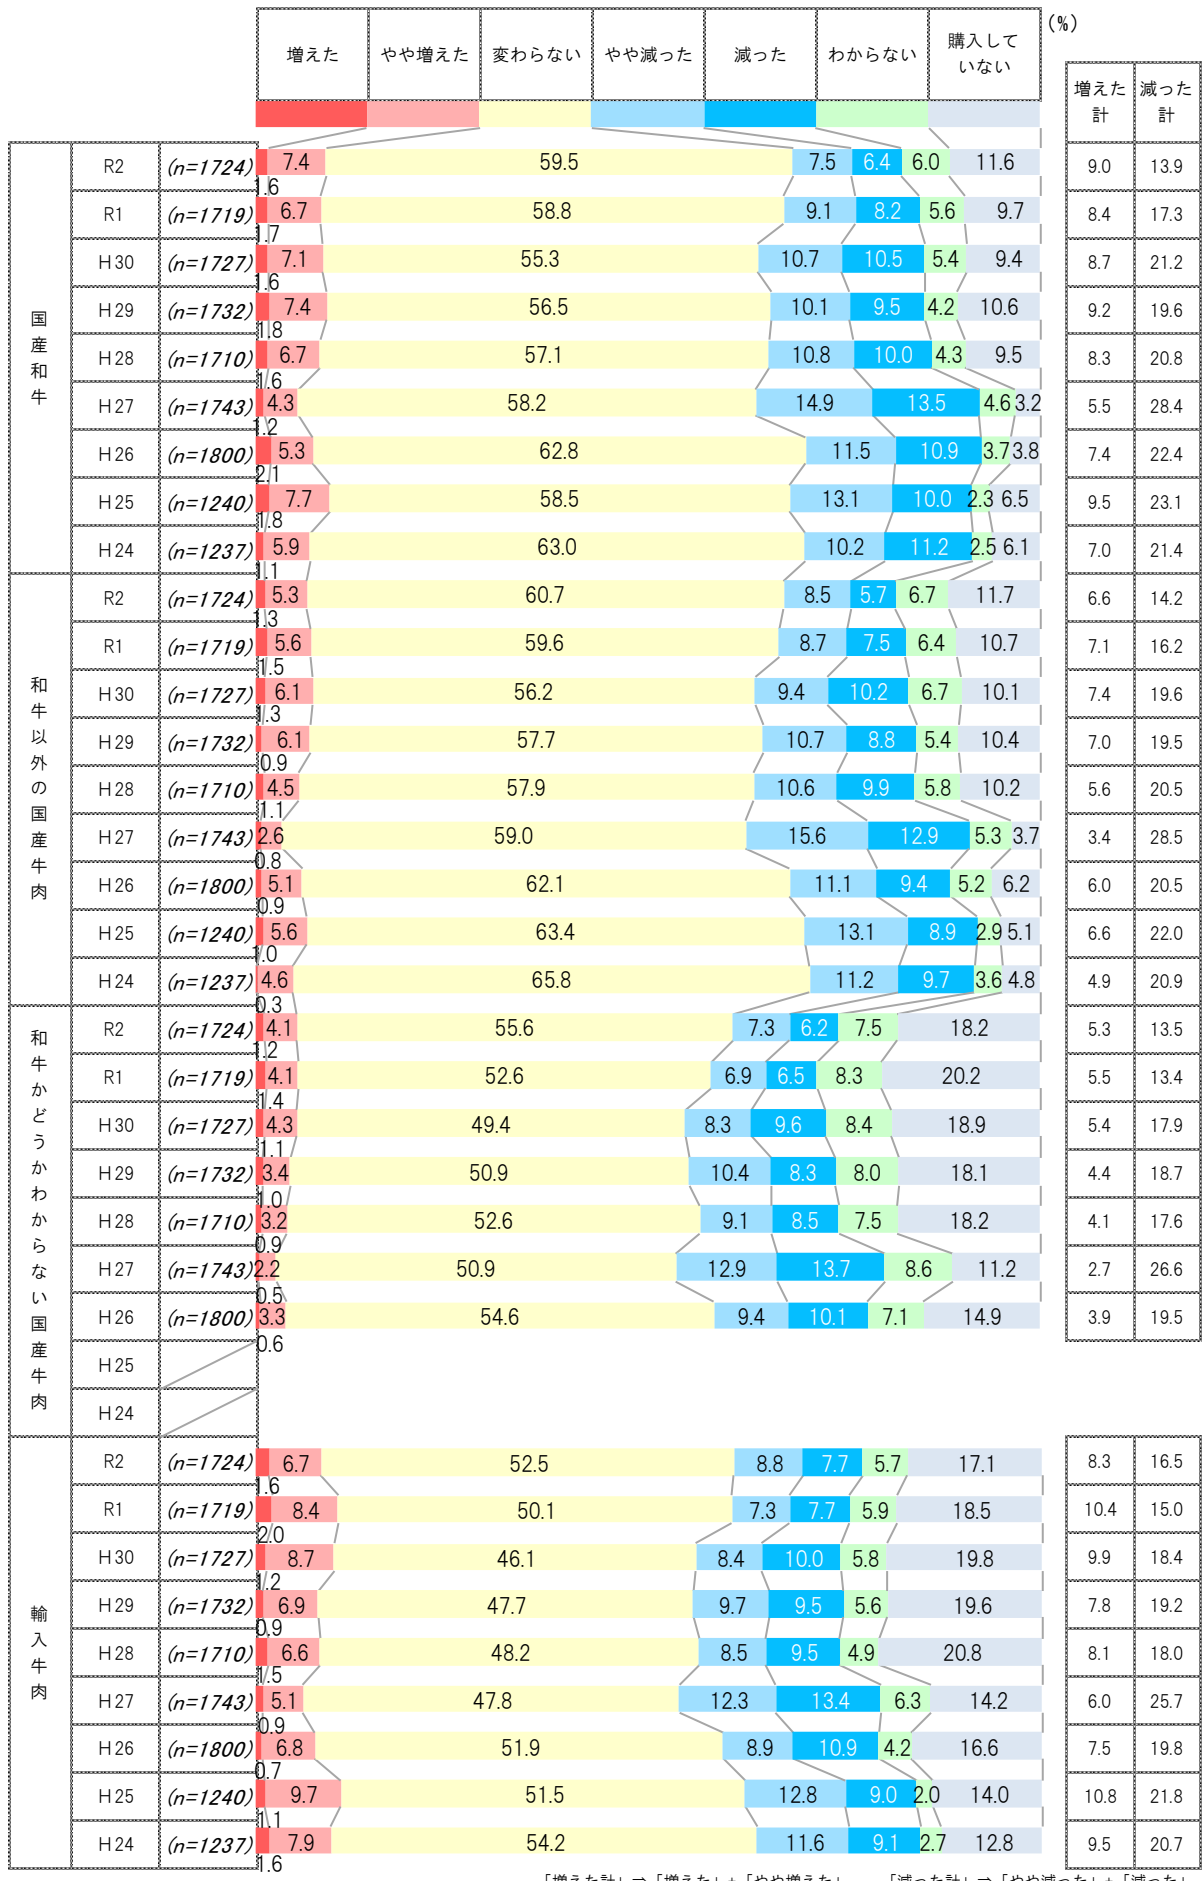 (%)
増えた やや増えた 変わらない やや減った 減った わからない 購入していない 増えた計 減った計
国産和牛
R2 (n=1724) 1.6 7.4 59.5 7.5 6.4 6.0 11.6 9.0 13.9
R1 (n=1719) 1.7 6.7 58.8 9.1 8.2 5.6 9.7 8.4 17.3
H30 (n=1727) 1.6 7.1 55.3 10.7 10.5 5.4 9.4 8.7 21.2
H29 (n=1732) 1.8 7.4 56.5 10.1 9.5 4.2 10.6 9.2 19.6
H28 (n=1710) 1.6 6.7 57.1 10.8 10.0 4.3 9.5 8.3 20.8
H27 (n=1743) 1.2 4.3 58.2 14.9 13.5 4.6 3.2 5.5 28.4
H26 (n=1800) 2.1 5.3 62.8 11.5 10.9 3.7 3.8 7.4 22.4
H25 (n=1240) 1.8 7.7 58.5 13.1 10.0 2.3 6.5 9.5 23.1
H24 (n=1237) 1.1 5.9 63.0 10.2 11.2 2.5 6.1 7.0 21.4
和牛以外の国産牛肉
R2 (n=1724) 1.3 5.3 60.7 8.5 5.7 6.7 11.7 6.6 14.2
R1 (n=1719) 1.5 5.6 59.6 8.7 7.5 6.4 10.7 7.1 16.2
H30 (n=1727) 1.3 6.1 56.2 9.4 10.2 6.7 10.1 7.4 19.6
H29 (n=1732) 0.9 6.1 57.7 10.7 8.8 5.4 10.4 7.0 19.5
H28 (n=1710) 1.1 4.5 57.9 10.6 9.9 5.8 10.2 5.6 20.5
H27 (n=1743) 0.8 2.6 59.0 15.6 12.9 5.3 3.7 3.4 28.5
H26 (n=1800) 0.9 5.1 62.1 11.1 9.4 5.2 6.2 6.0 20.5
H25 (n=1240) 1.0 5.6 63.4 13.1 8.9 2.9 5.1 6.6 22.0
H24 (n=1237) 0.3 4.6 65.8 11.2 9.7 3.6 4.8 4.9 20.9
和牛かどうかわからない国産牛肉
R2 (n=1724) 1.2 4.1 55.6 7.3 6.2 7.5 18.2 5.3 13.5
R1 (n=1719) 1.4 4.1 52.6 6.9 6.5 8.3 20.2 5.5 13.4
H30 (n=1727) 1.1 4.3 49.4 8.3 9.6 8.4 18.9 5.4 17.9
H29 (n=1732) 1.0 3.4 50.9 10.4 8.3 8.0 18.1 4.4 18.7
H28 (n=1710) 0.9 3.2 52.6 9.1 8.5 7.5 18.2 4.1 17.6
H27 (n=1743) 0.5 2.2 50.9 12.9 13.7 8.6 11.2 2.7 26.6
H26 (n=1800) 0.6 3.3 54.6 9.4 10.1 7.1 14.9 3.9 19.5
H25
H24
輸入牛肉
R2 (n=1724) 1.6 6.7 52.5 8.8 7.7 5.7 17.1 8.3 16.5
R1 (n=1719) 2.0 8.4 50.1 7.3 7.7 5.9 18.5 10.4 15.0
H30 (n=1727) 1.2 8.7 46.1 8.4 10.0 5.8 19.8 9.9 18.4
H29 (n=1732) 0.9 6.9 47.7 9.7 9.5 5.6 19.6 7.8 19.2
H28 (n=1710) 1.5 6.6 48.2 8.5 9.5 4.9 20.8 8.1 18.0
H27 (n=1743) 0.9 5.1 47.8 12.3 13.4 6.3 14.2 6.0 25.7
H26 (n=1800) 0.7 6.8 51.9 8.9 10.9 4.2 16.6 7.5 19.8
H25 (n=1240) 1.1 9.7 51.5 12.8 9.0 2.0 14.0 10.8 21.8
H24 (n=1237) 1.6 7.9 54.2 11.6 9.1 2.7 12.8 9.5 20.7
「増えた計」⇒「増えた」+「やや増えた」 「減った計」⇒「やや減った」+「減った」